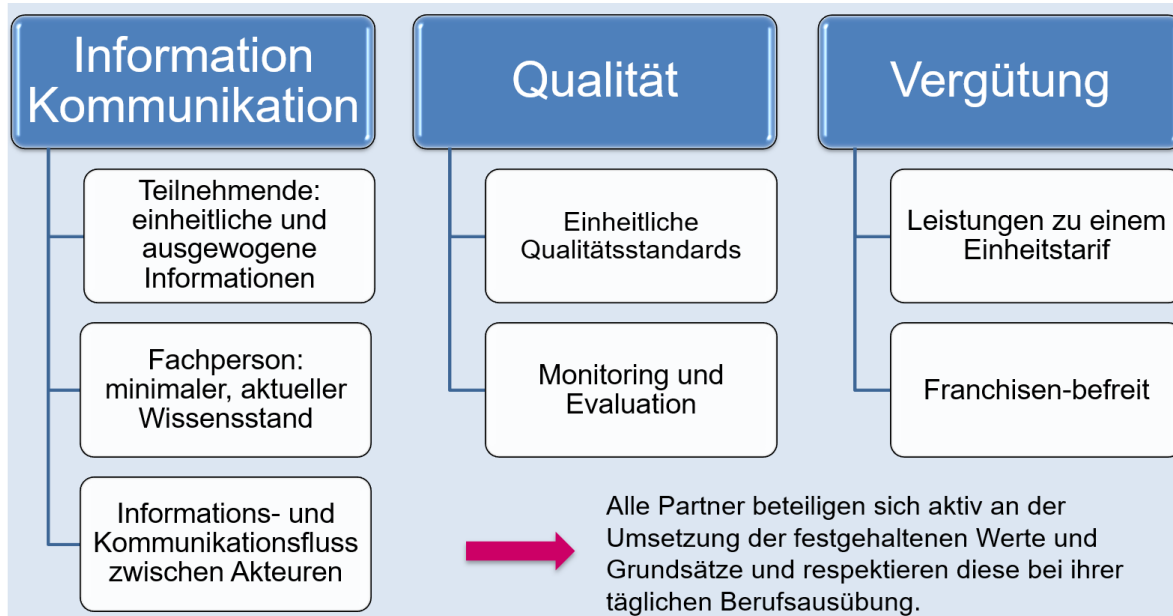 Information
Kommunikation
Teilnehmende:
einheitliche und
ausgewogene
Informationen
Fachperson:
minimaler, aktueller
Wissensstand
Informations- und
Kommunikationsfluss
zwischen Akteuren
Qualität
Einheitliche
Qualitätsstandards
Monitoring und
Evaluation
Vergütung
Leistungen zu einem
Einheitstarif
Franchisen-befreit
Alle Partner beteiligen sich aktiv an der
Umsetzung der festgehaltenen Werte und
Grundsätze und respektieren diese bei ihrer
täglichen Berufsausübung.